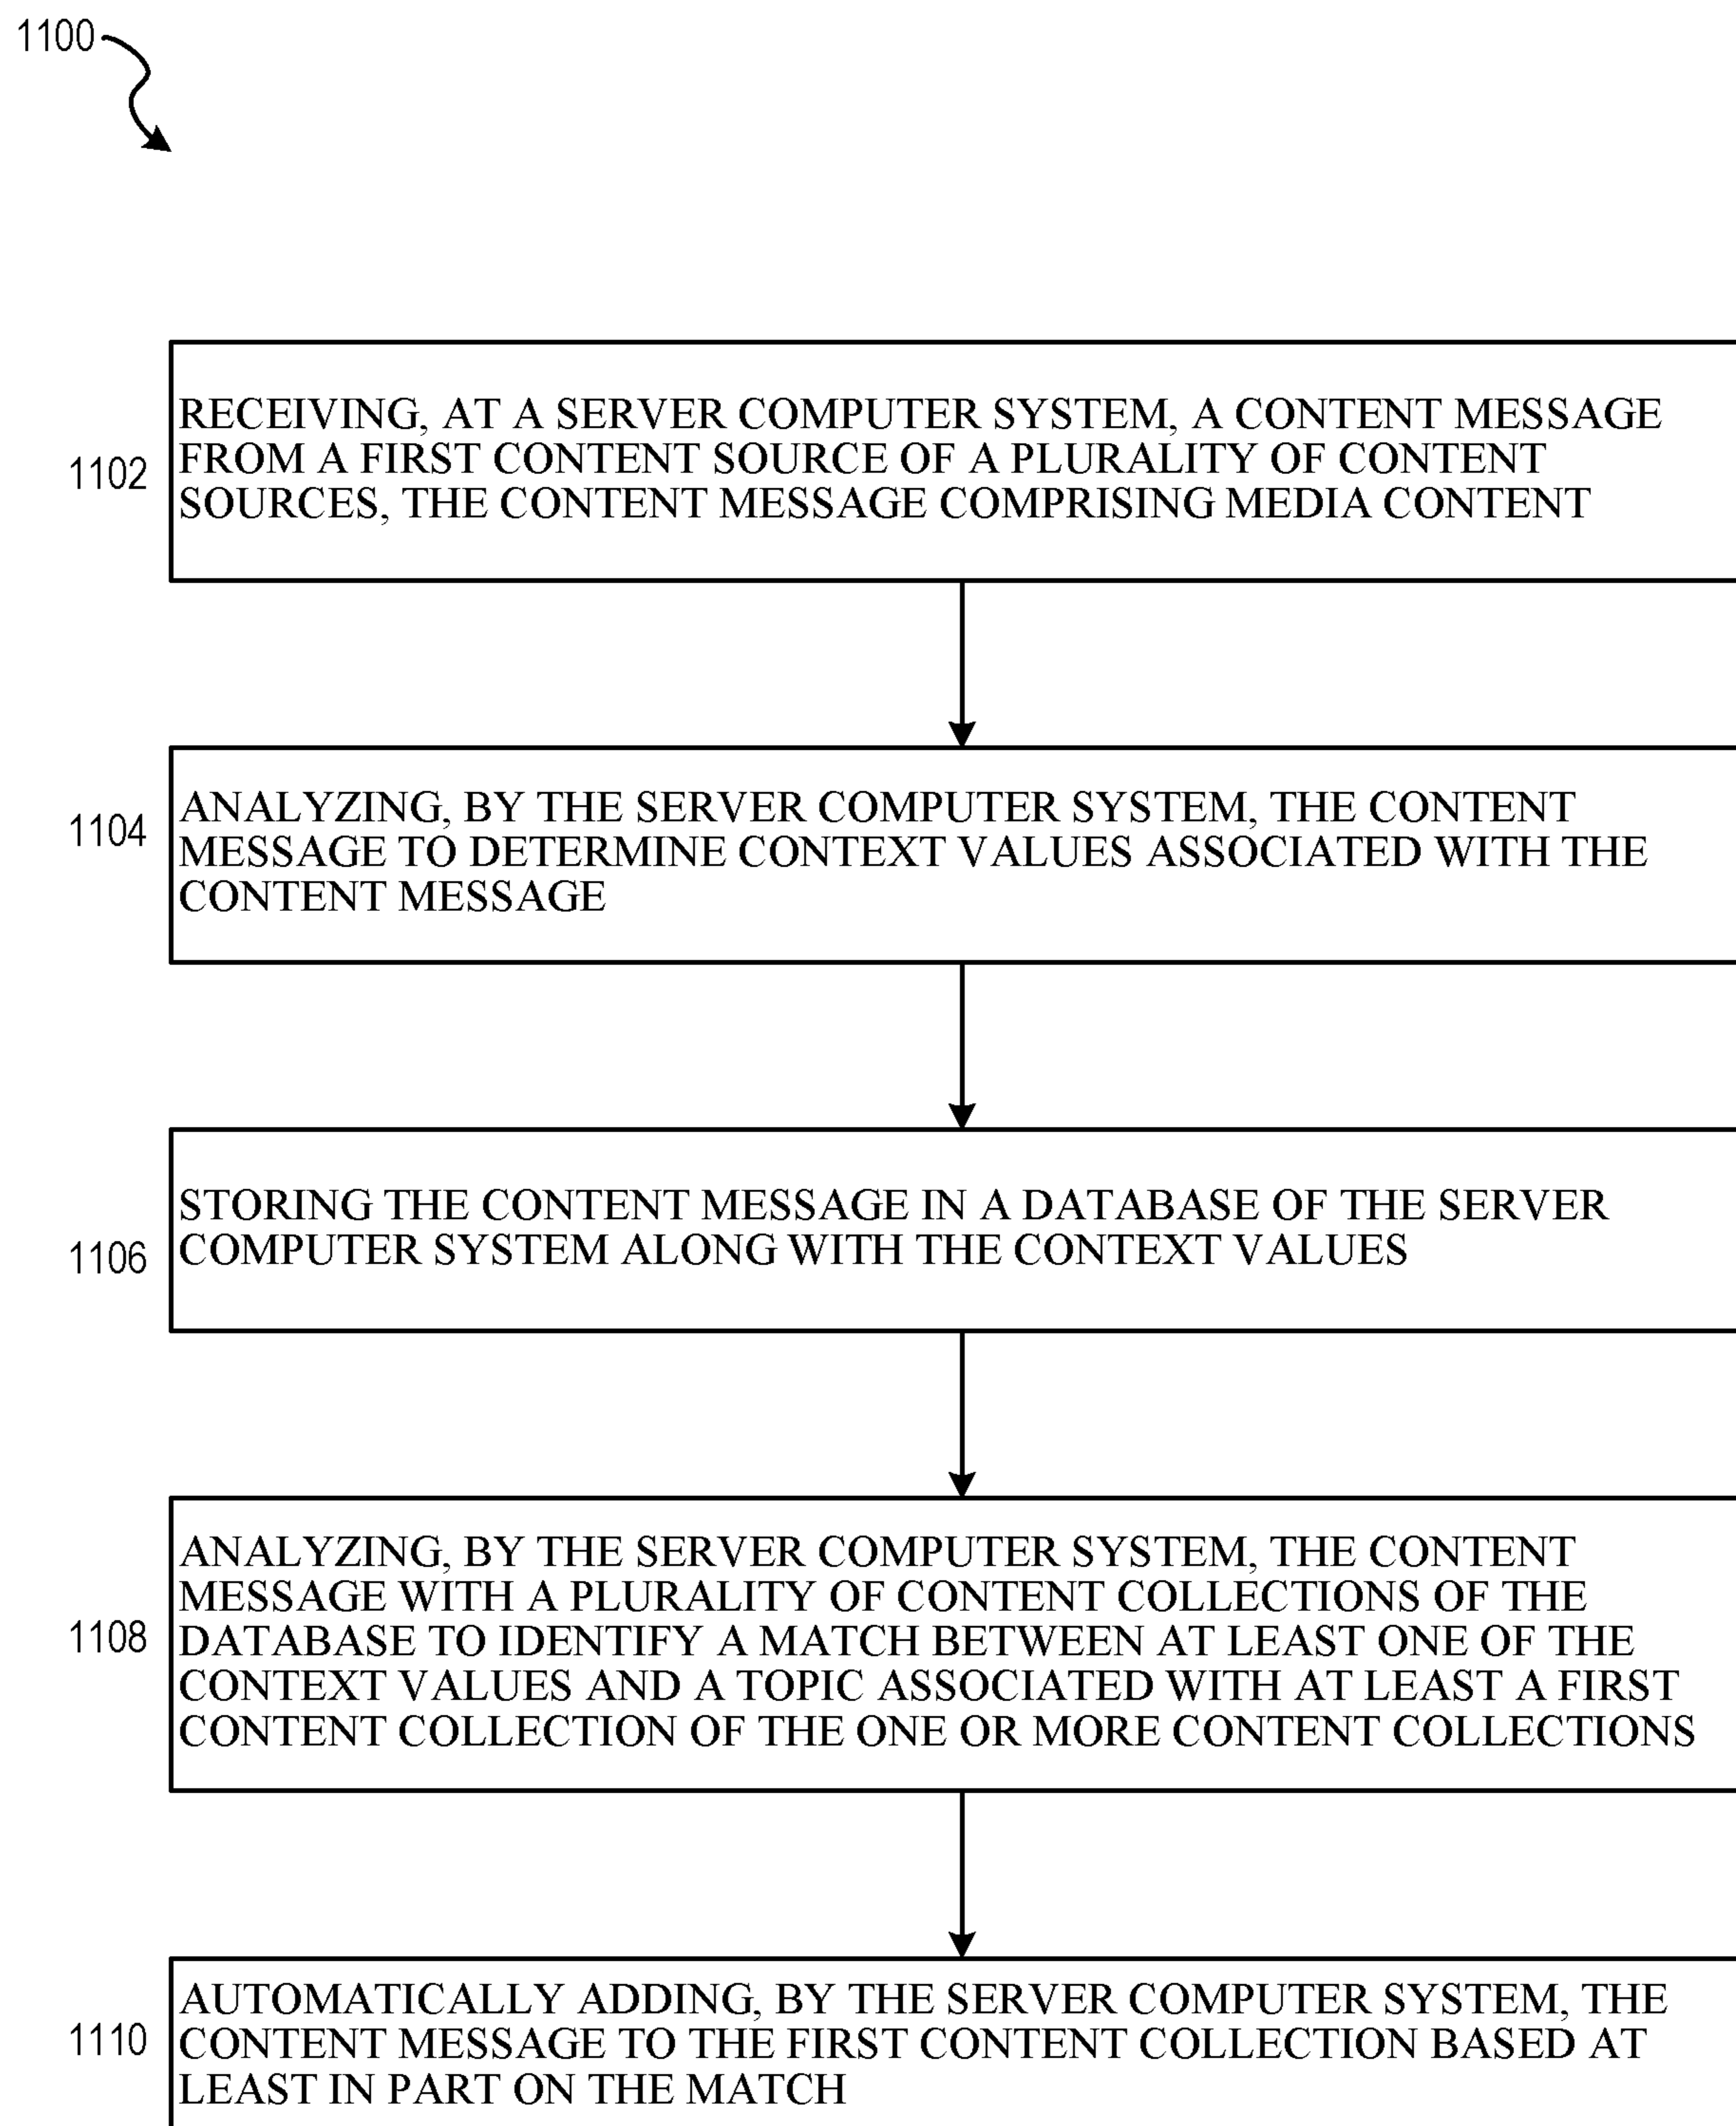 1100
RECEIVING, AT A SERVER COMPUTER SYSTEM, A CONTENT MESSAGE
FROM A FIRST CONTENT SOURCE OF A PLURALITY OF CONTENT
SOURCES, THE CONTENT MESSAGE COMPRISING MEDIA CONTENT
1102
ANALYZING, BY THE SERVER COMPUTER SYSTEM, THE CONTENT
MESSAGE TO DETERMINE CONTEXT VALUES ASSOCIATED WITH THE
CONTENT MESSAGE
1104
STORING THE CONTENT MESSAGE IN A DATABASE OF THE SERVER
COMPUTER SYSTEM ALONG WITH THE CONTEXT VALUES
1106
ANALYZING, BY THE SERVER COMPUTER SYSTEM, THE CONTENT
MESSAGE WITH A PLURALITY OF CONTENT COLLECTIONS OF THE
DATABASE TO IDENTIFY A MATCH BETWEEN AT LEAST ONE OF THE
CONTEXT VALUES AND A TOPIC ASSOCIATED WITH AT LEAST A FIRST
CONTENT COLLECTION OF THE ONE OR MORE CONTENT COLLECTIONS
1108
AUTOMATICALLY ADDING, BY THE SERVER COMPUTER SYSTEM, THE
CONTENT MESSAGE TO THE FIRST CONTENT COLLECTION BASED AT
LEAST IN PART ON THE MATCH
1110